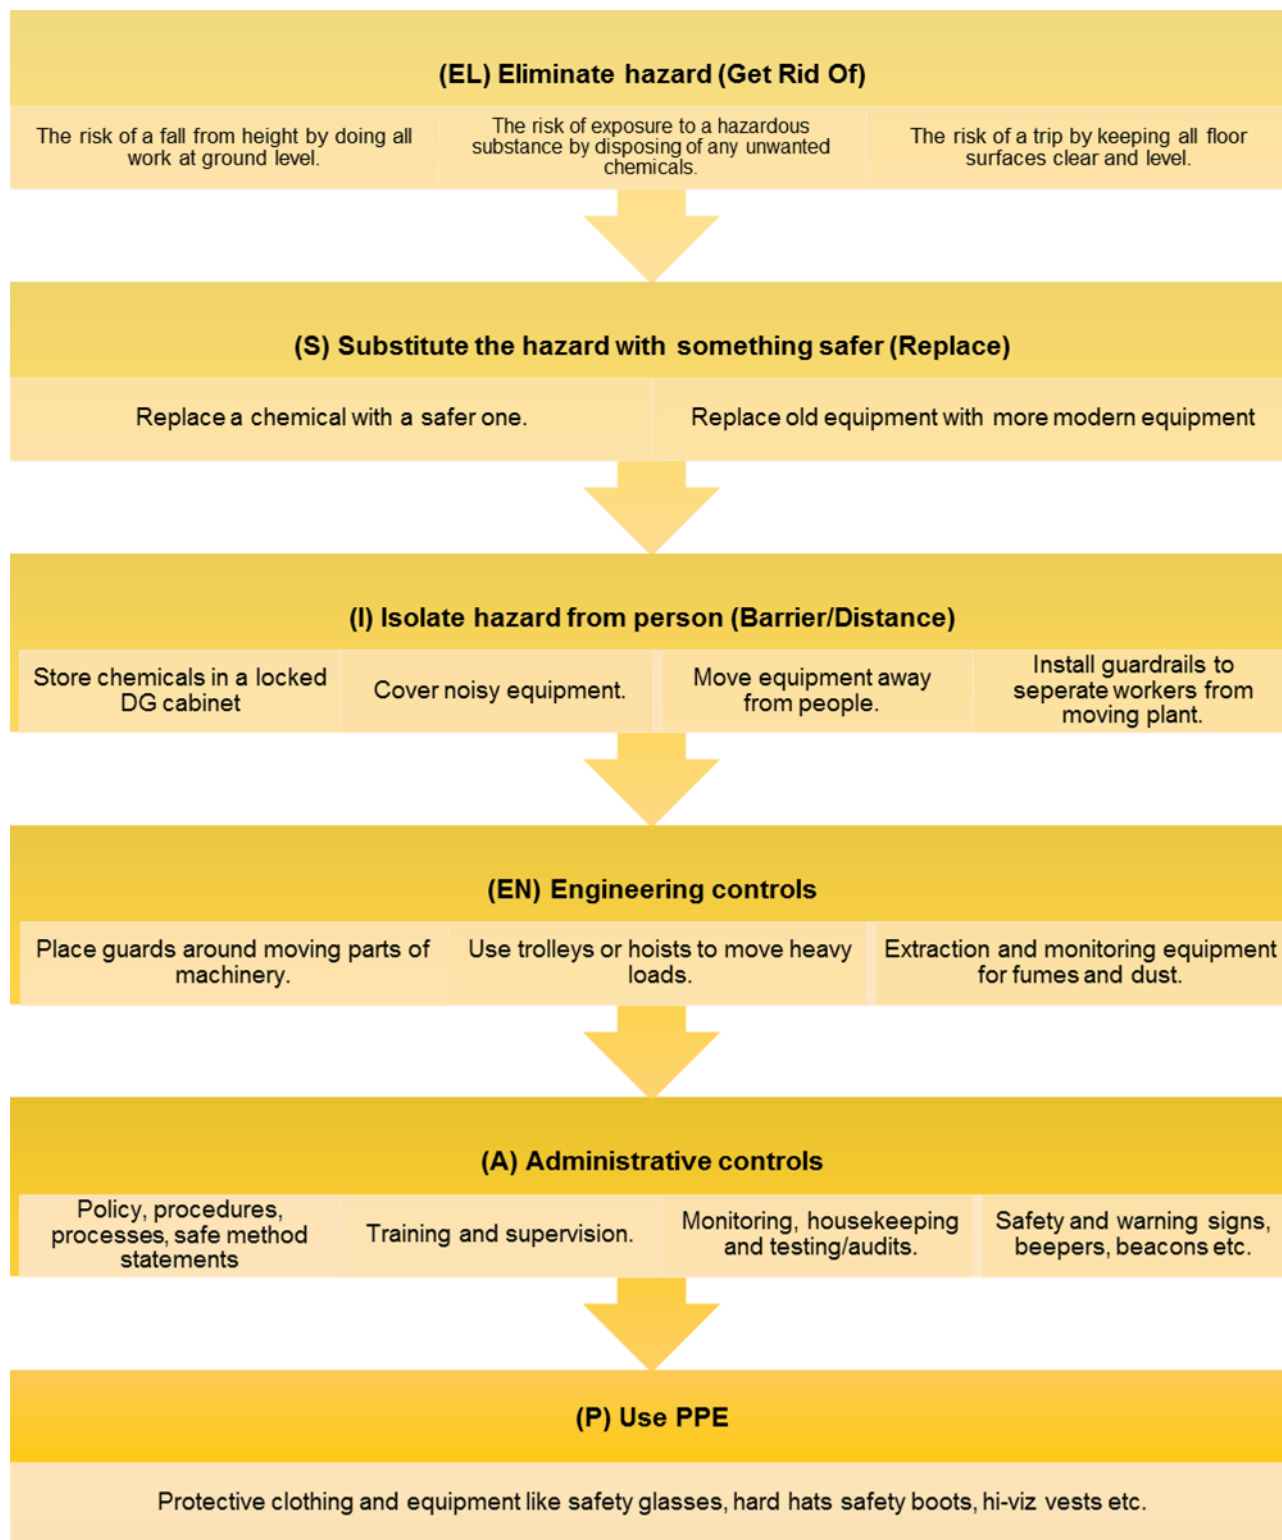 (EL) Eliminate hazard (Get Rid Of)
The risk of a fall from height by doing all
work at ground level.
The risk of exposure to a hazardous
substance by disposing of any unwanted
chemicals.
The risk of a trip by keeping all floor
surfaces clear and level.
(S) Substitute the hazard with something safer (Replace)
Replace a chemical with a safer one.
Replace old equipment with more modern equipment
(I) Isolate hazard from person (Barrier/Distance)
Store chemicals in a locked
DG cabinet
Cover noisy equipment.
Move equipment away
from people.
Install guardrails to
seperate workers from
moving plant.
(EN) Engineering controls
Place guards around moving parts of
machinery.
Use trolleys or hoists to move heavy
loads.
Extraction and monitoring equipment
for fumes and dust.
(A) Administrative controls
Policy, procedures,
processes, safe method
statements
Training and supervision.
Monitoring, housekeeping
and testing/audits.
Safety and warning signs,
beepers, beacons etc.
(P) Use PPE
Protective clothing and equipment like safety glasses, hard hats safety boots, hi-viz vests etc.